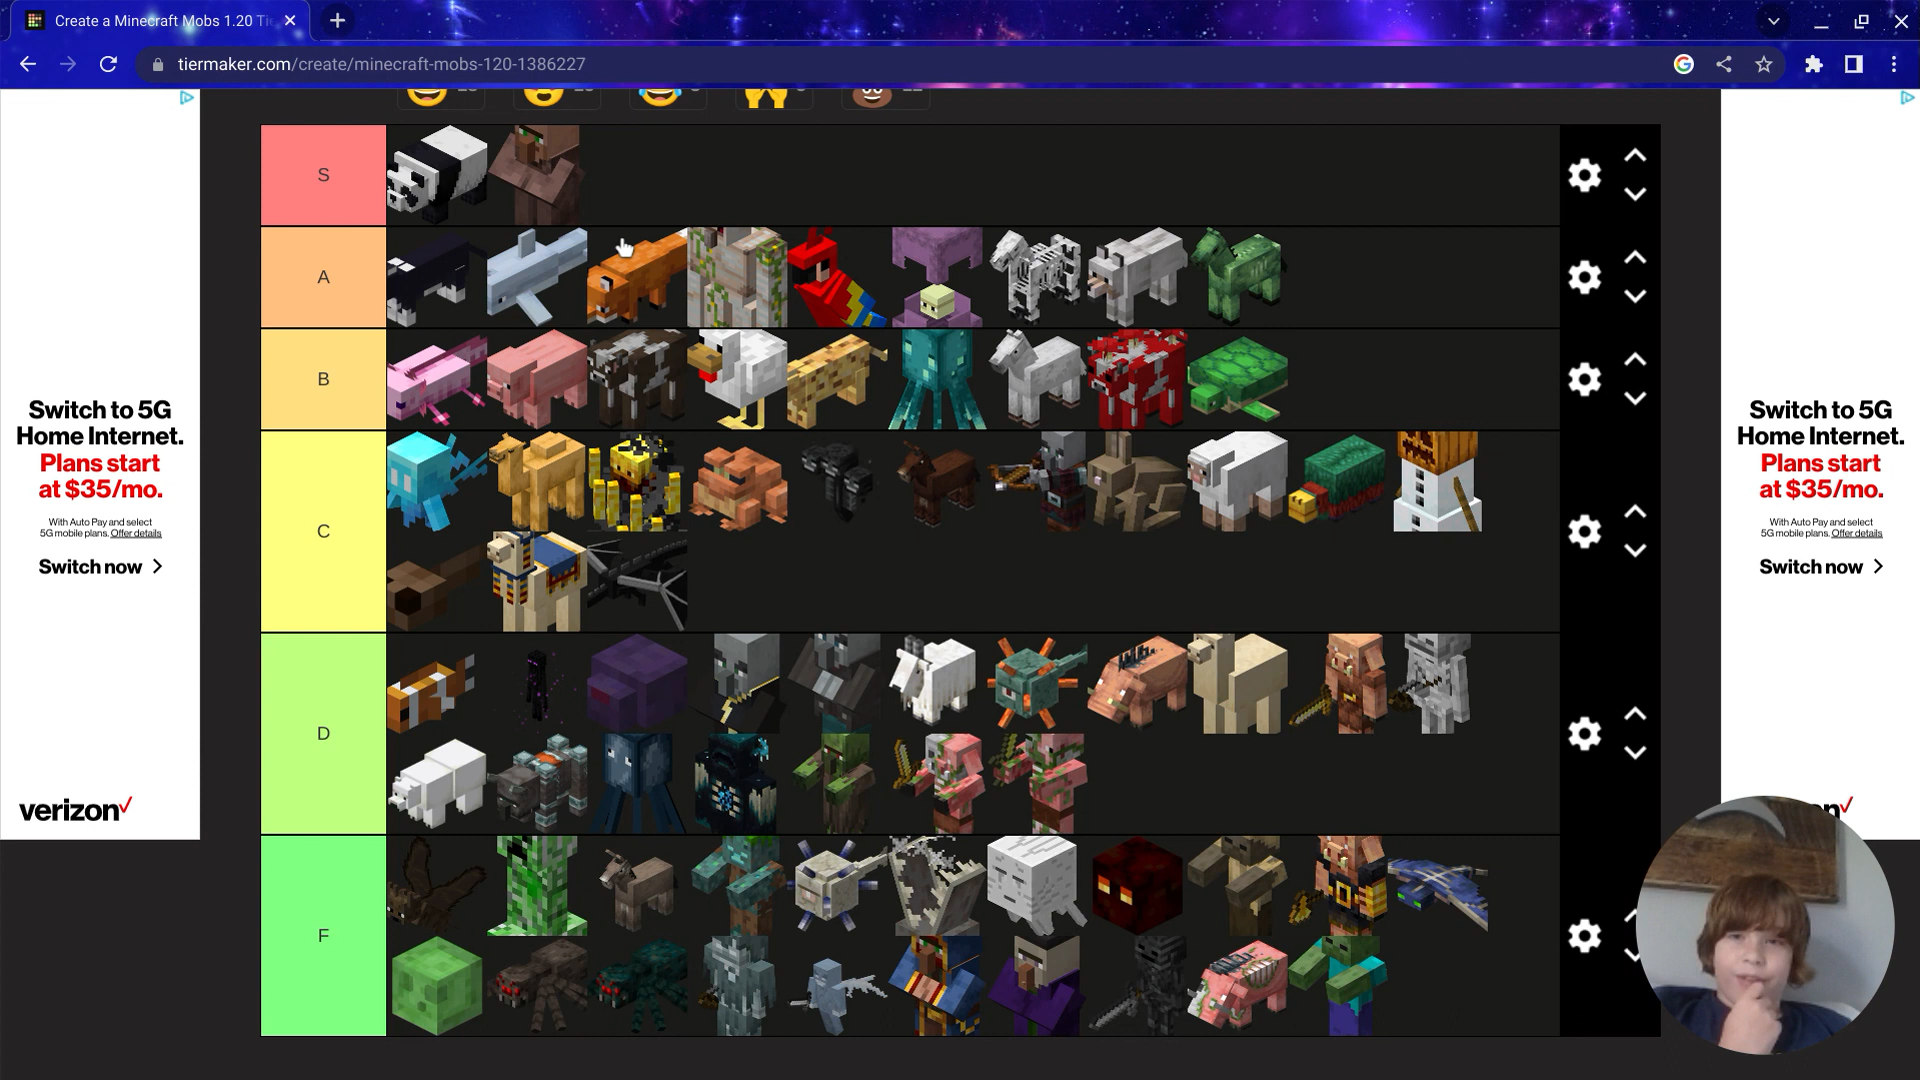 Create a Minecraft Mobs 1.20 Tie
tiermaker.com/create/minecraft-mobs-120-1386227
S
A
B
C
D
F
Switch to 5G
Home Internet.
Plans start
at $35/mo.
With Auto Pay and select
5G mobile plans. Offer details
Switch now
verizon
Switch to 5G
Home Internet.
Plans start
at $35/mo.
With Auto Pay and select
5G mobile plans. Offer details
Switch now